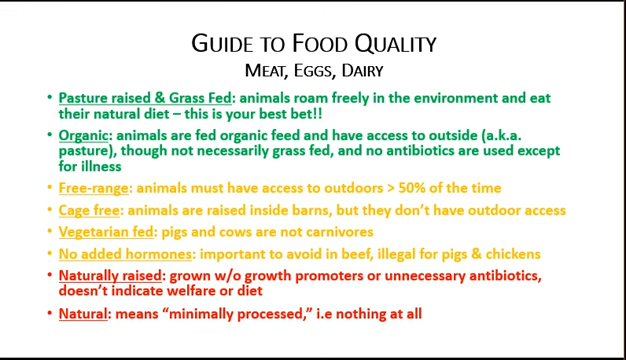 GUIDE TO FOOD QUALITY
MEAT, EGGS, DAIRY
• Pasture raised & Grass Fed: animals roam freely in the environment and eat
their natural diet – this is your best bet!!
• Organic: animals are fed organic feed and have access to outside (a.k.a.
pasture), though not necessarily grass fed, and no antibiotics are used except
for illness
• Free-range: animals must have access to outdoors > 50% of the time
• Cage free: animals are raised inside barns, but they don't have outdoor access
• Vegetarian fed: pigs and cows are not carnivores
• No added hormones: important to avoid in beef, illegal for pigs & chickens
• Naturally raised: grown w/o growth promoters or unnecessary antibiotics,
doesn't indicate welfare or diet
• Natural: means “minimally processed,” i.e nothing at all